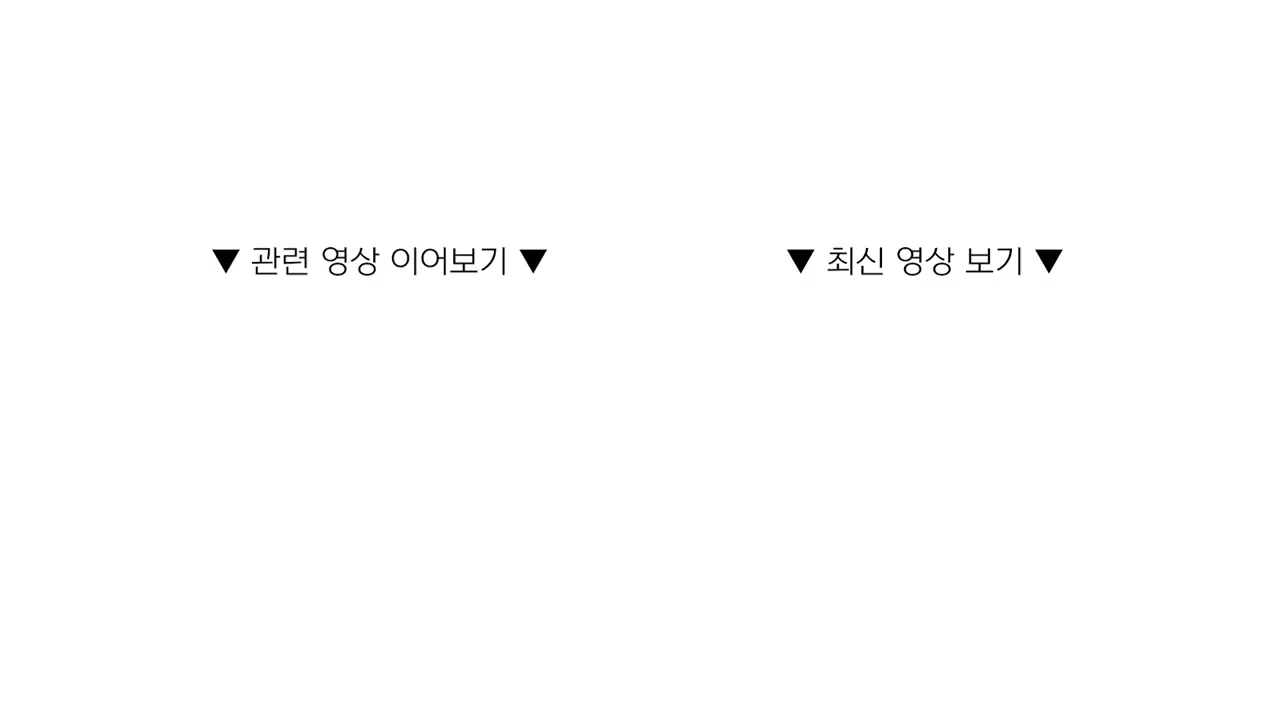 ▼ 관련 영상 이어보기 ▼
▼ 최신 영상 보기 ▼